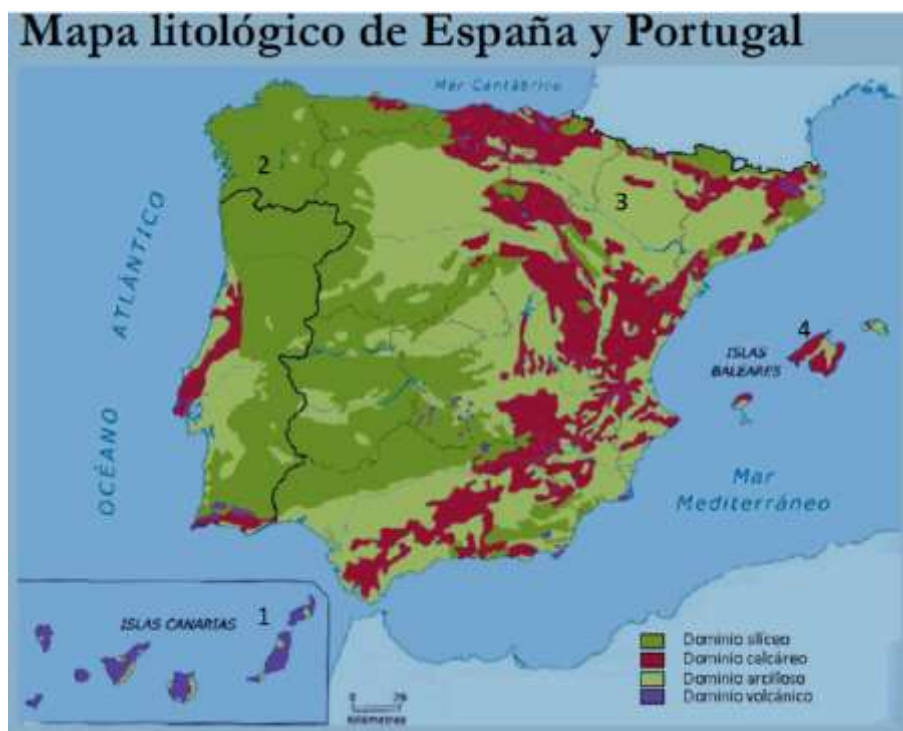 Mapa litológico de España y Portugal
Mar Cantábrico
2
3
OCÉANO ATLÁNTICO
4
ISLAS
BALEARES
Mar
Mediterráneo
ISLAS CANARIAS
1
Dominio silíceo
Dominio calcáreo
Dominio arcilloso
Dominio volcánico
0
Kilómetros